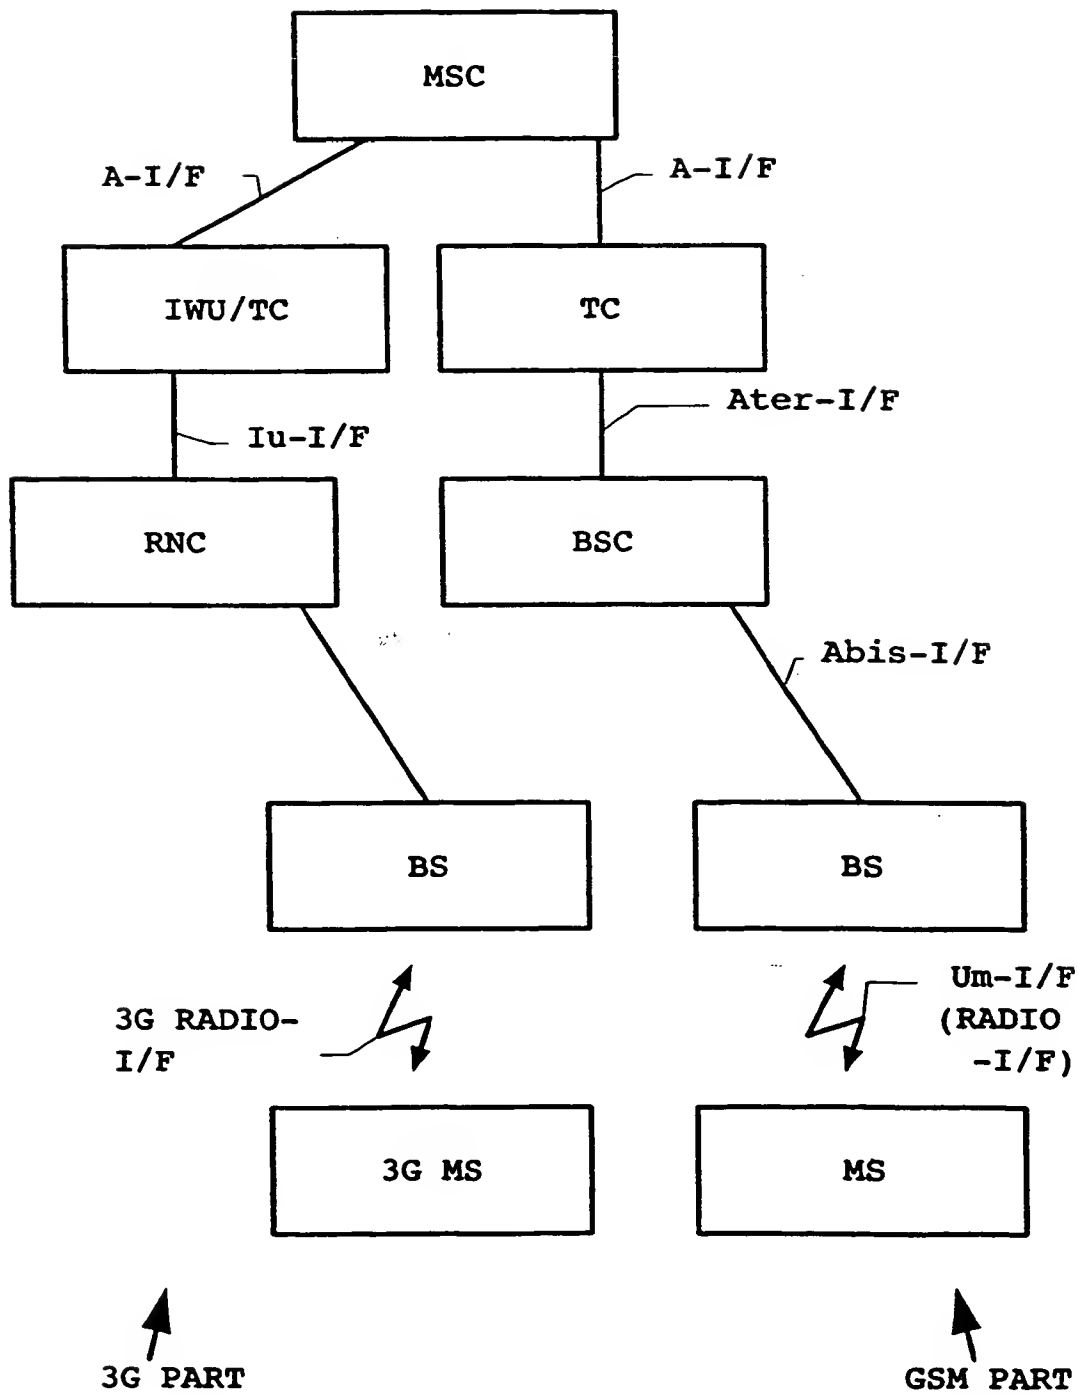 MSC
A-I/F
A-I/F
IWU/TC
TC
Ater-I/F
Iu-I/F
RNC
BSC
Abis-I/F
BS
BS
3G RADIO-
I/F
Um-I/F
(RADIO
-I/F)
3G MS
MS
3G PART
GSM PART